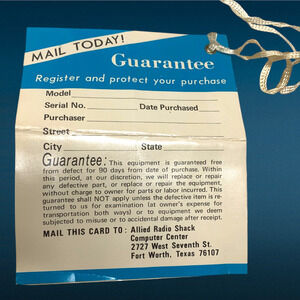 MAIL TODAY!
Guarantee
Register and protect your purchase
Model
Serial No. Date Purchased
Purchaser
Street
City State
Guarantee: This equipment is guaranteed free
from defect for 90 days from date of purchase. Within
this period, at our discretion, we will replace or repair
any defective part, or replace or repair the equipment,
without charge to owner for parts or labor. This
guarantee shall NOT apply unless the defective item is re-
turned to us for examination (at owner's expense for
transportation both ways) or to equipment we deem
subjected to misuse or to accidental damage after receipt.
MAIL THIS CARD TO: Allied Radio Shack
Computer Center
2727 West Seventh St.
Fort Worth, Texas 76107